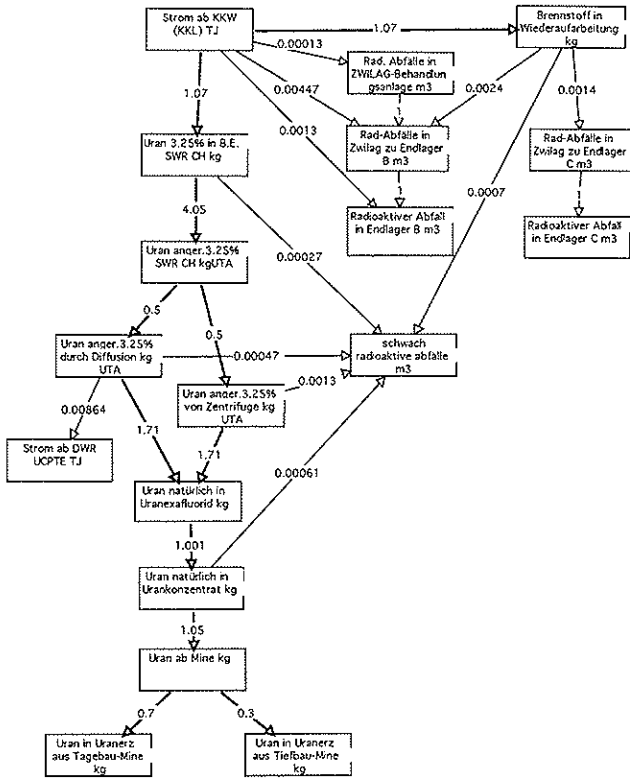 Strom ab KKW
(KKL) TJ
1.07
Brennstoff in
Wiederaufarbeitung
kg
0.00013
Rad. Abfälle in
ZWILAG-Behandlun
gsanlage m3
0.00447
0.0024
0.0014
1.07
0.0013
Uran 3.25% in B.E.
SWR CH kg
Rad-Abfälle in
Zwilag zu Endlager
B m3
Rad-Abfälle in
Zwilag zu Endlager
C m3
0.0007
4.05
Radioaktiver Abfall
in Endlager B m3
Radioaktiver Abfall
in Endlager C m3
Uran anger.3.25%
SWR CH kgUTA
0.00027
0.5
0.5
Uran anger.3.25%
durch Diffusion kg
UTA
0.00047
schwach
radioaktive abfälle
m3
Uran anger.3.25%
von Zentrifuge kg
UTA
0.0013
0.00864
1.71
1.71
Strom ab DWR
UCPTE TJ
0.00061
Uran natürlich in
Uranexafluorid kg
1.001
Uran natürlich in
Urankonzentrat kg
1.05
Uran ab Mine kg
0.7
0.3
Uran in Uranerz
aus Tagebau-Mine
kg
Uran in Uranerz
aus Tiefbau-Mine
kg